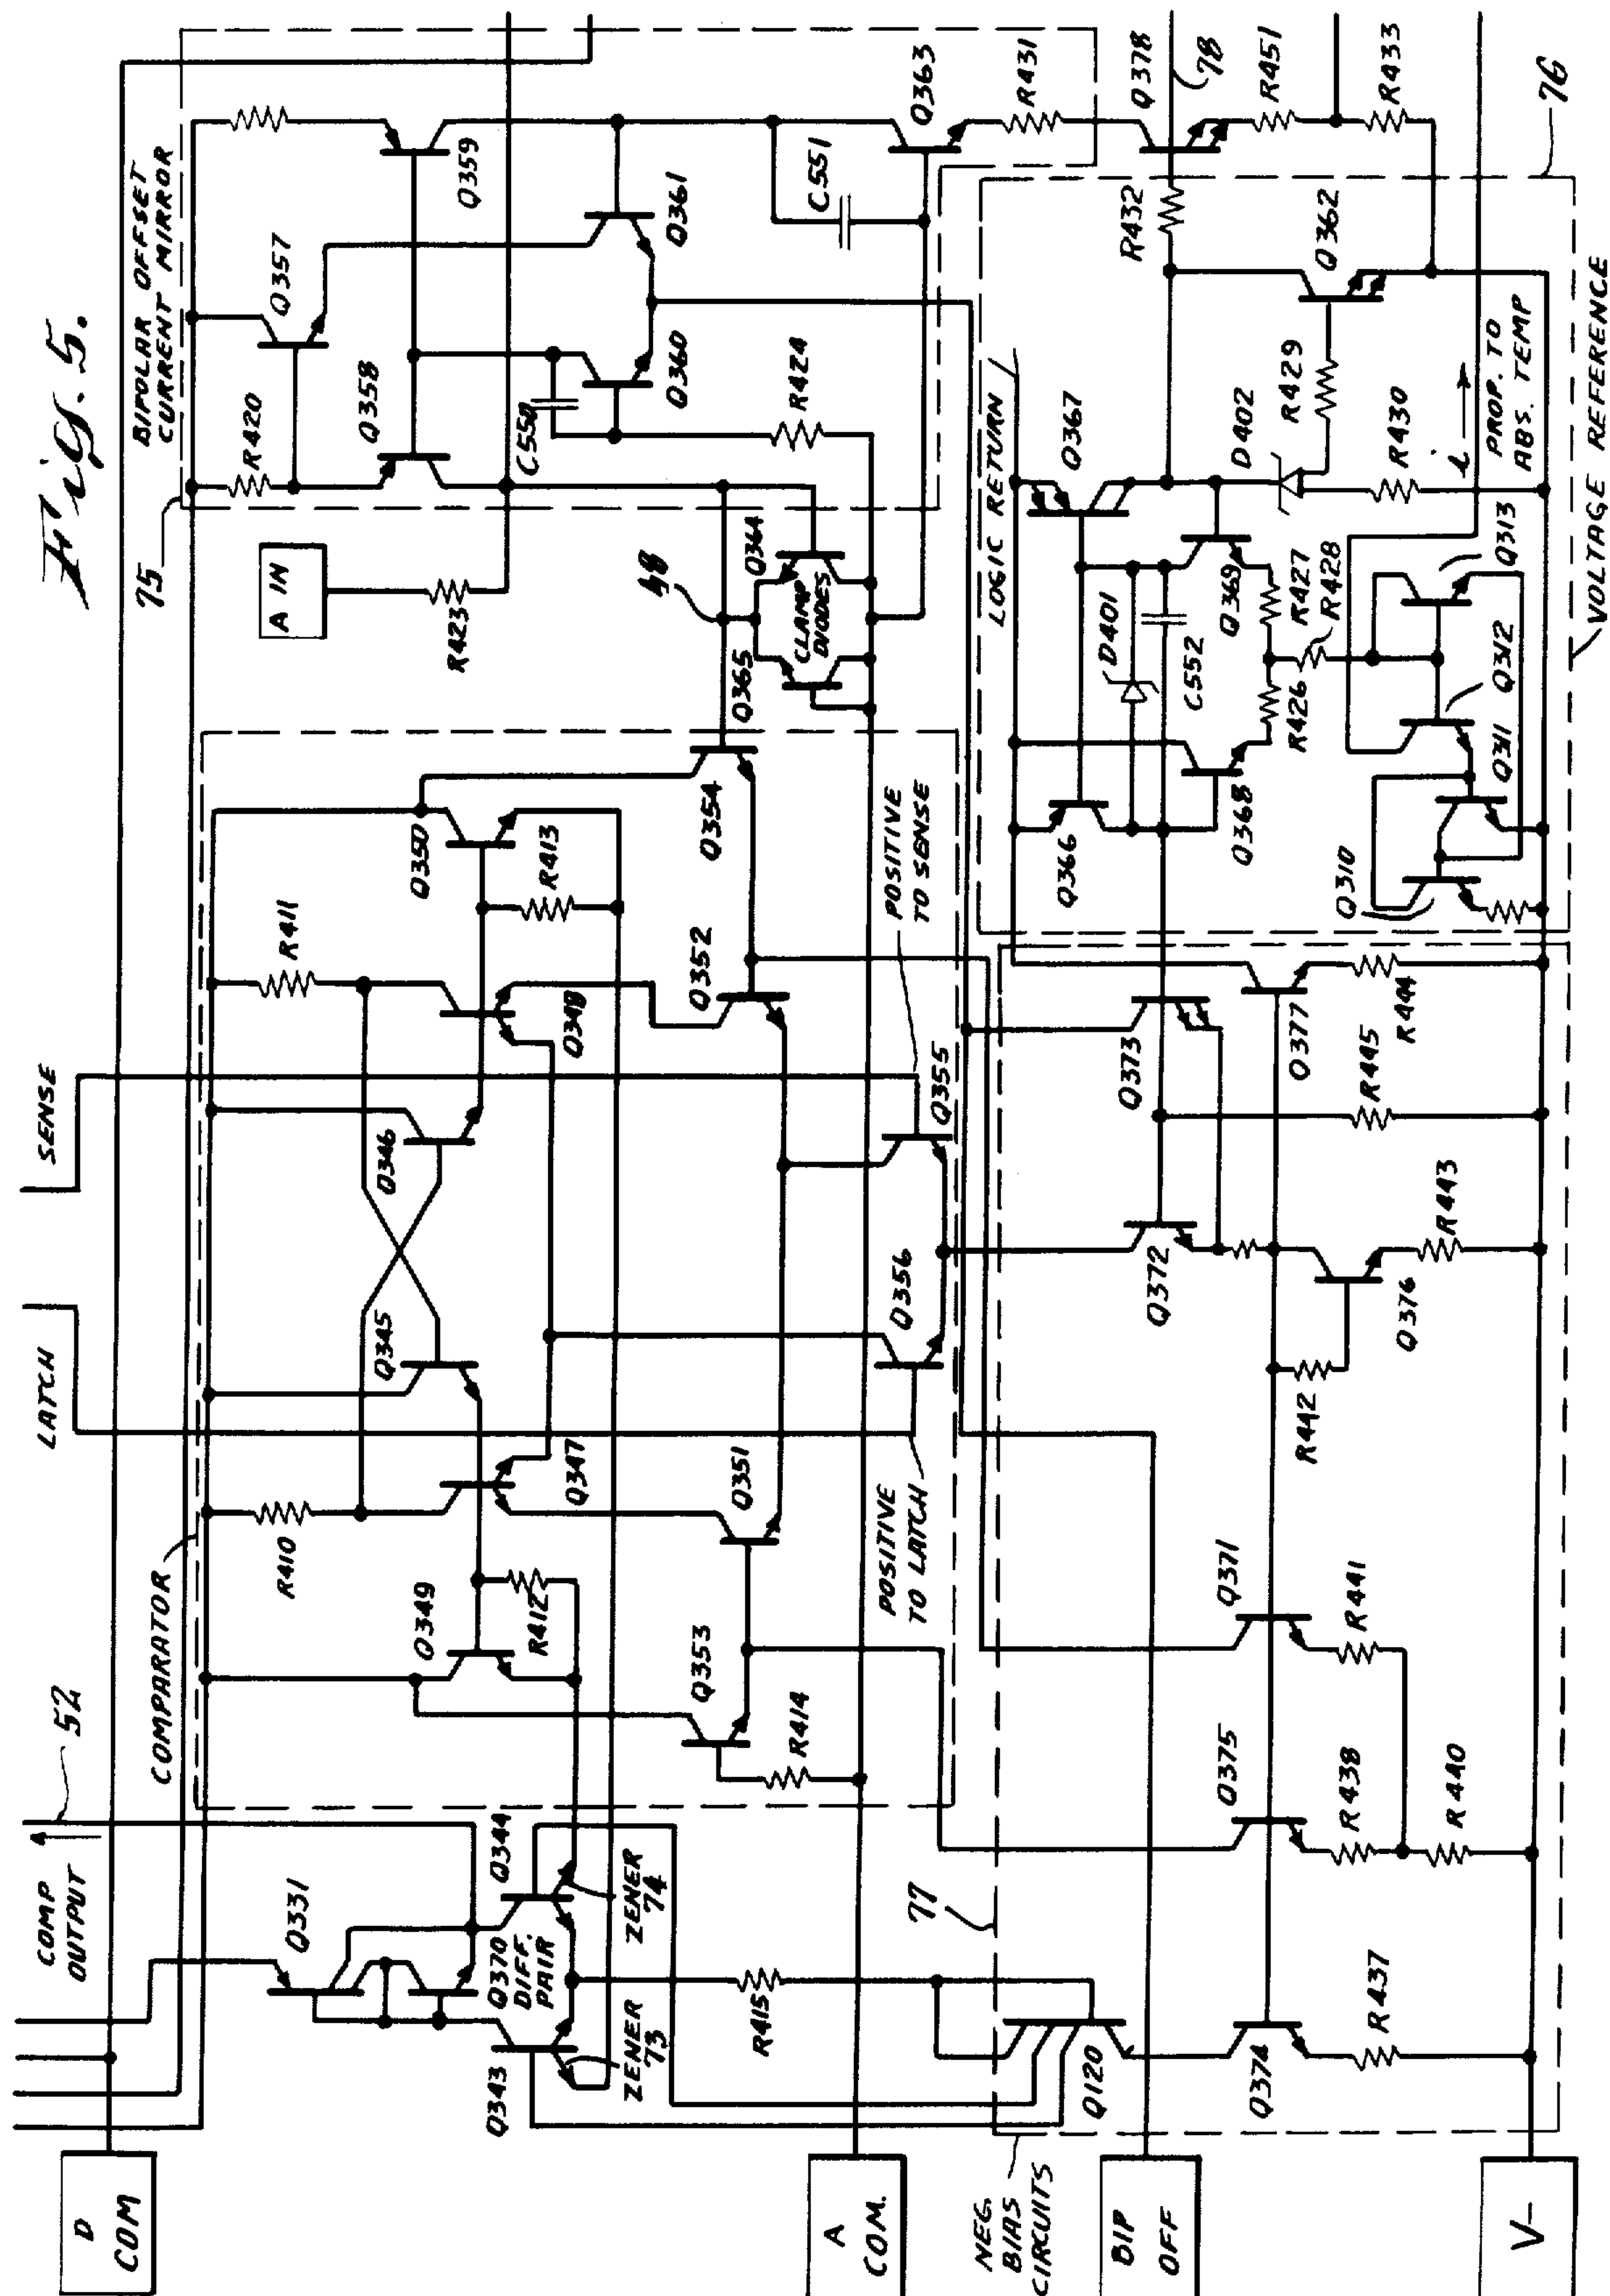 Fig. 5.
75
BIPOLAR OFFSET
CURRENT MIRROR
Q357
R420
Q358
Q359
Q361
C550
Q360
R424
C551
Q363
R431
A IN
R423
48
Q364
Q365
CLAMP
DIODES
SENSE
LATCH
COMP
OUTPUT
52
COMPARATOR
R411
Q350
R413
Q348
Q346
Q345
Q354
Q352
R410
Q347
Q349
R412
Q351
Q353
R414
Q355
Q356
POSITIVE
TO SENSE
POSITIVE
TO LATCH
Q331
Q344
Q370
DIFF.
PAIR
Q343
ZENER
74
ZENER
73
R415
77
LOGIC RETURN
Q367
Q366
D401
C552
Q369
Q368
R426
R427
R428
D402
R429
R430
R432
Q362
Q378
78
R451
R433
i
PROP. TO
ABS. TEMP
Q313
Q312
Q311
Q310
76
VOLTAGE REFERENCE
Q373
Q372
Q377
R444
R445
R443
Q376
R442
Q371
R441
Q375
R438
R440
Q120
Q374
R437
NEG.
BIAS
CIRCUITS
D
COM
A
COM.
BIP
OFF
V-